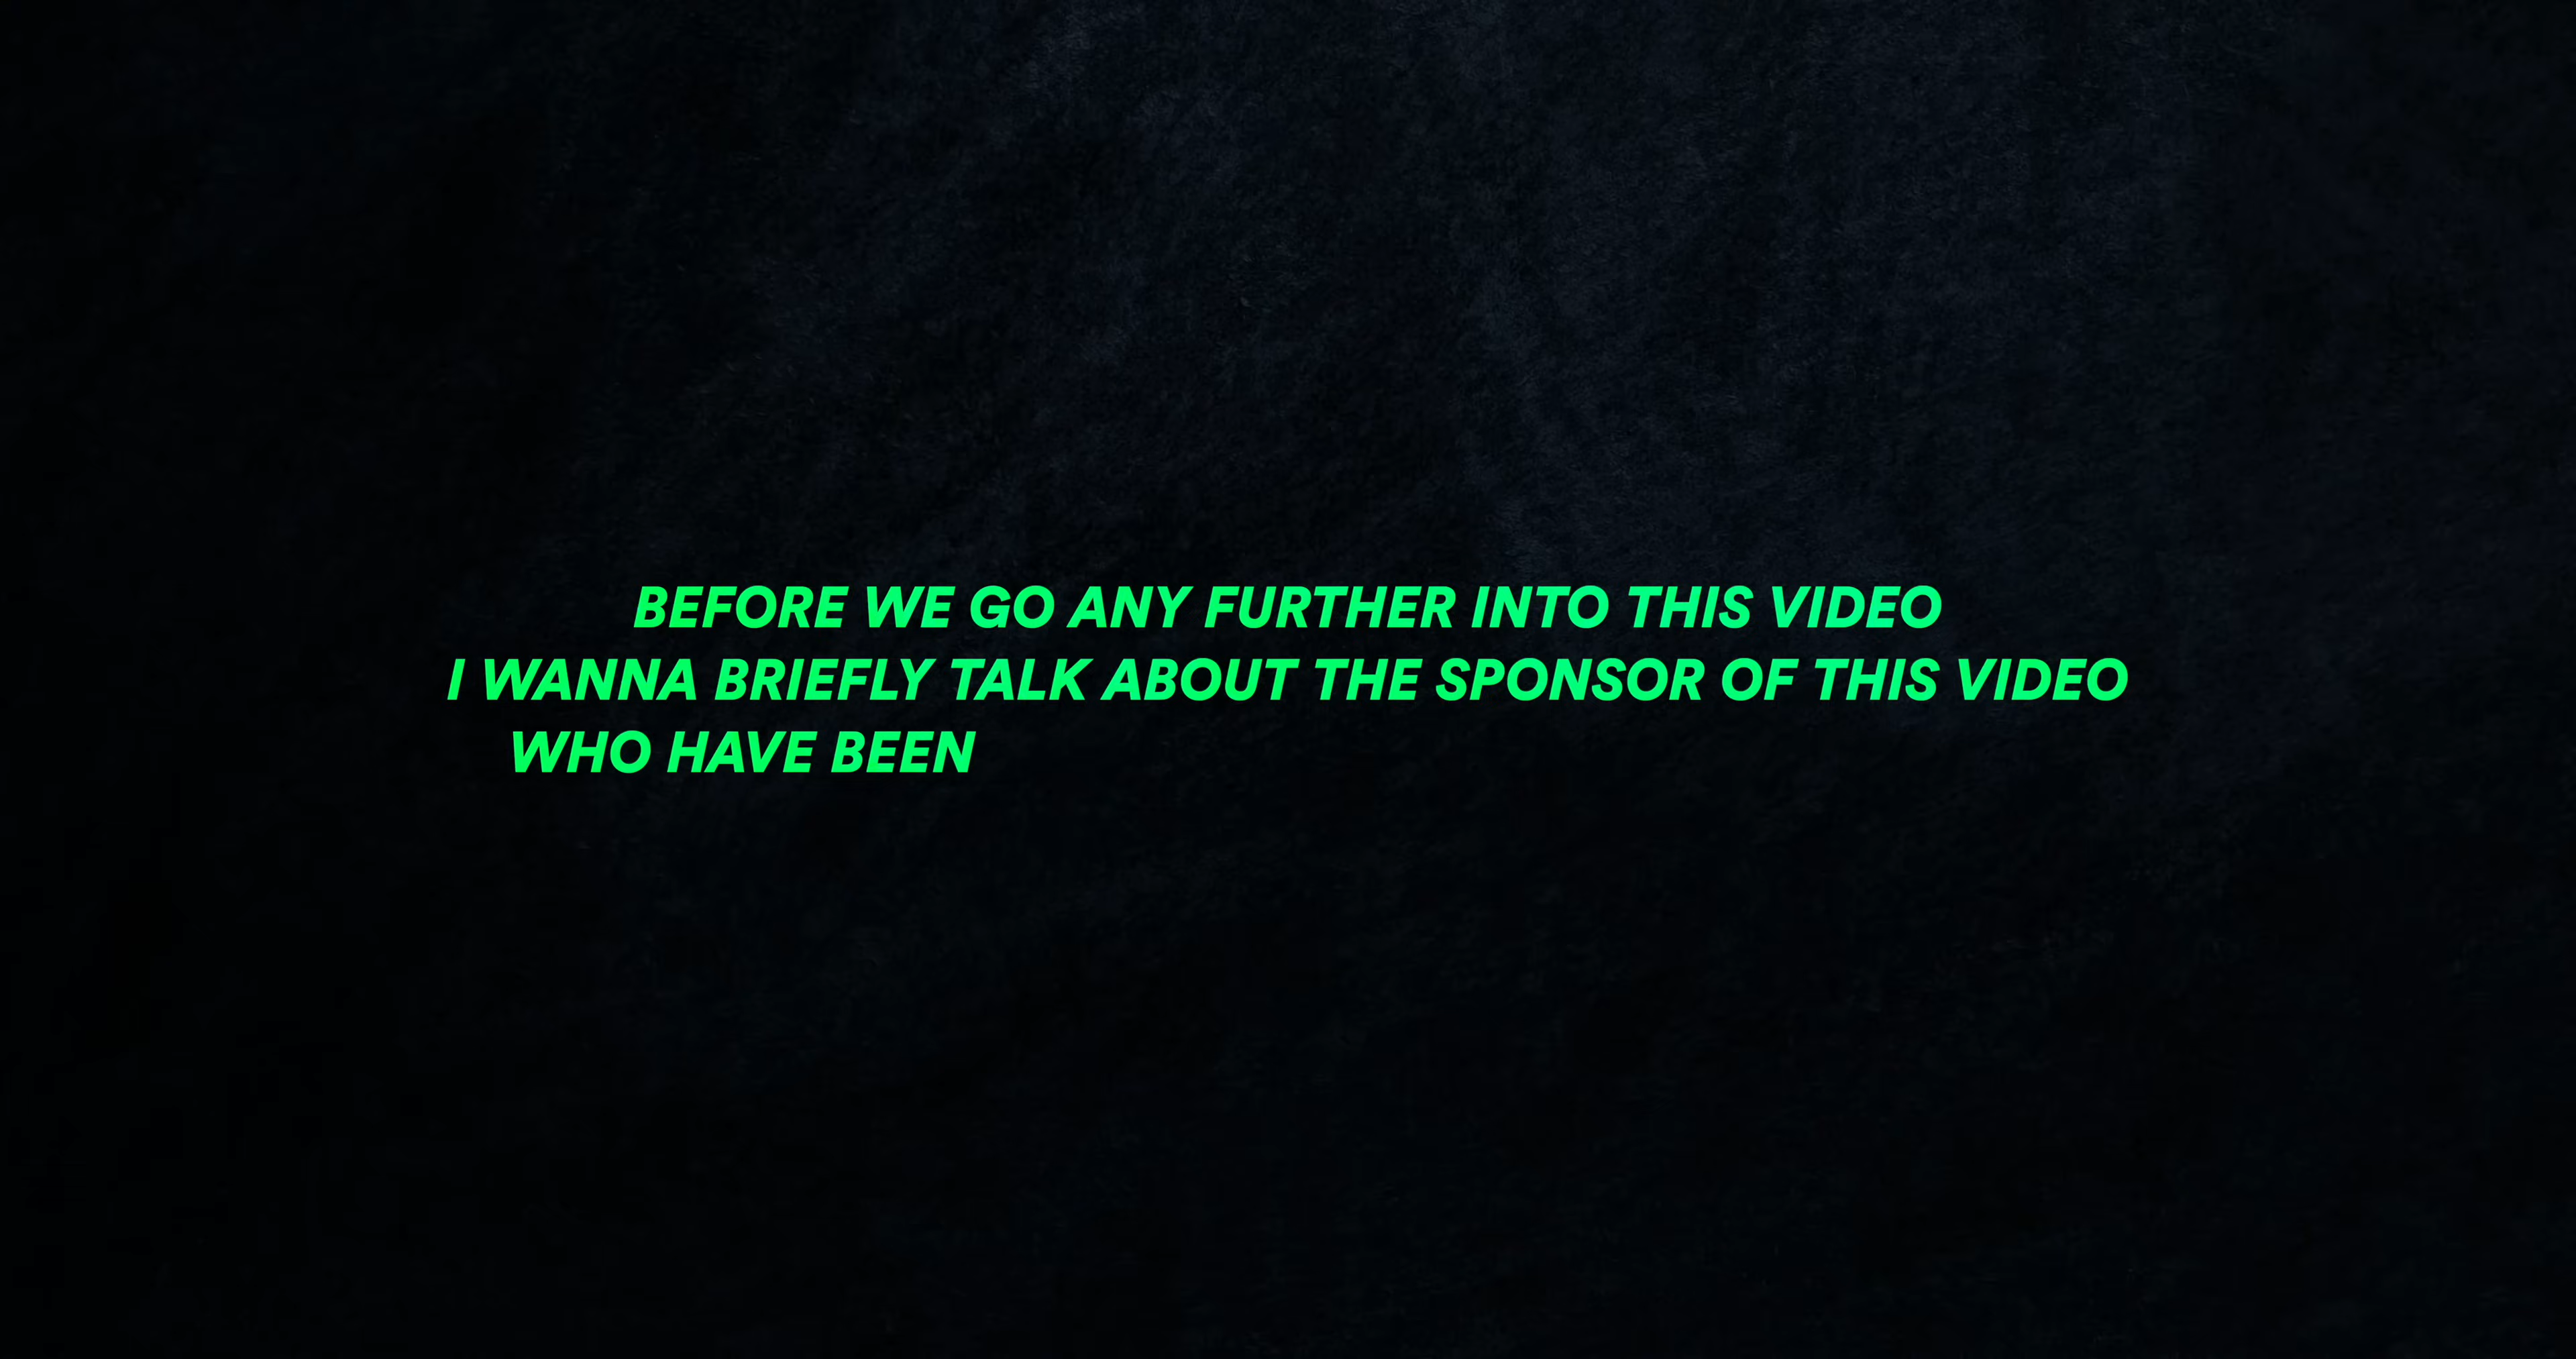 BEFORE WE GO ANY FURTHER INTO THIS VIDEO
I WANNA BRIEFLY TALK ABOUT THE SPONSOR OF THIS VIDEO
WHO HAVE BEEN